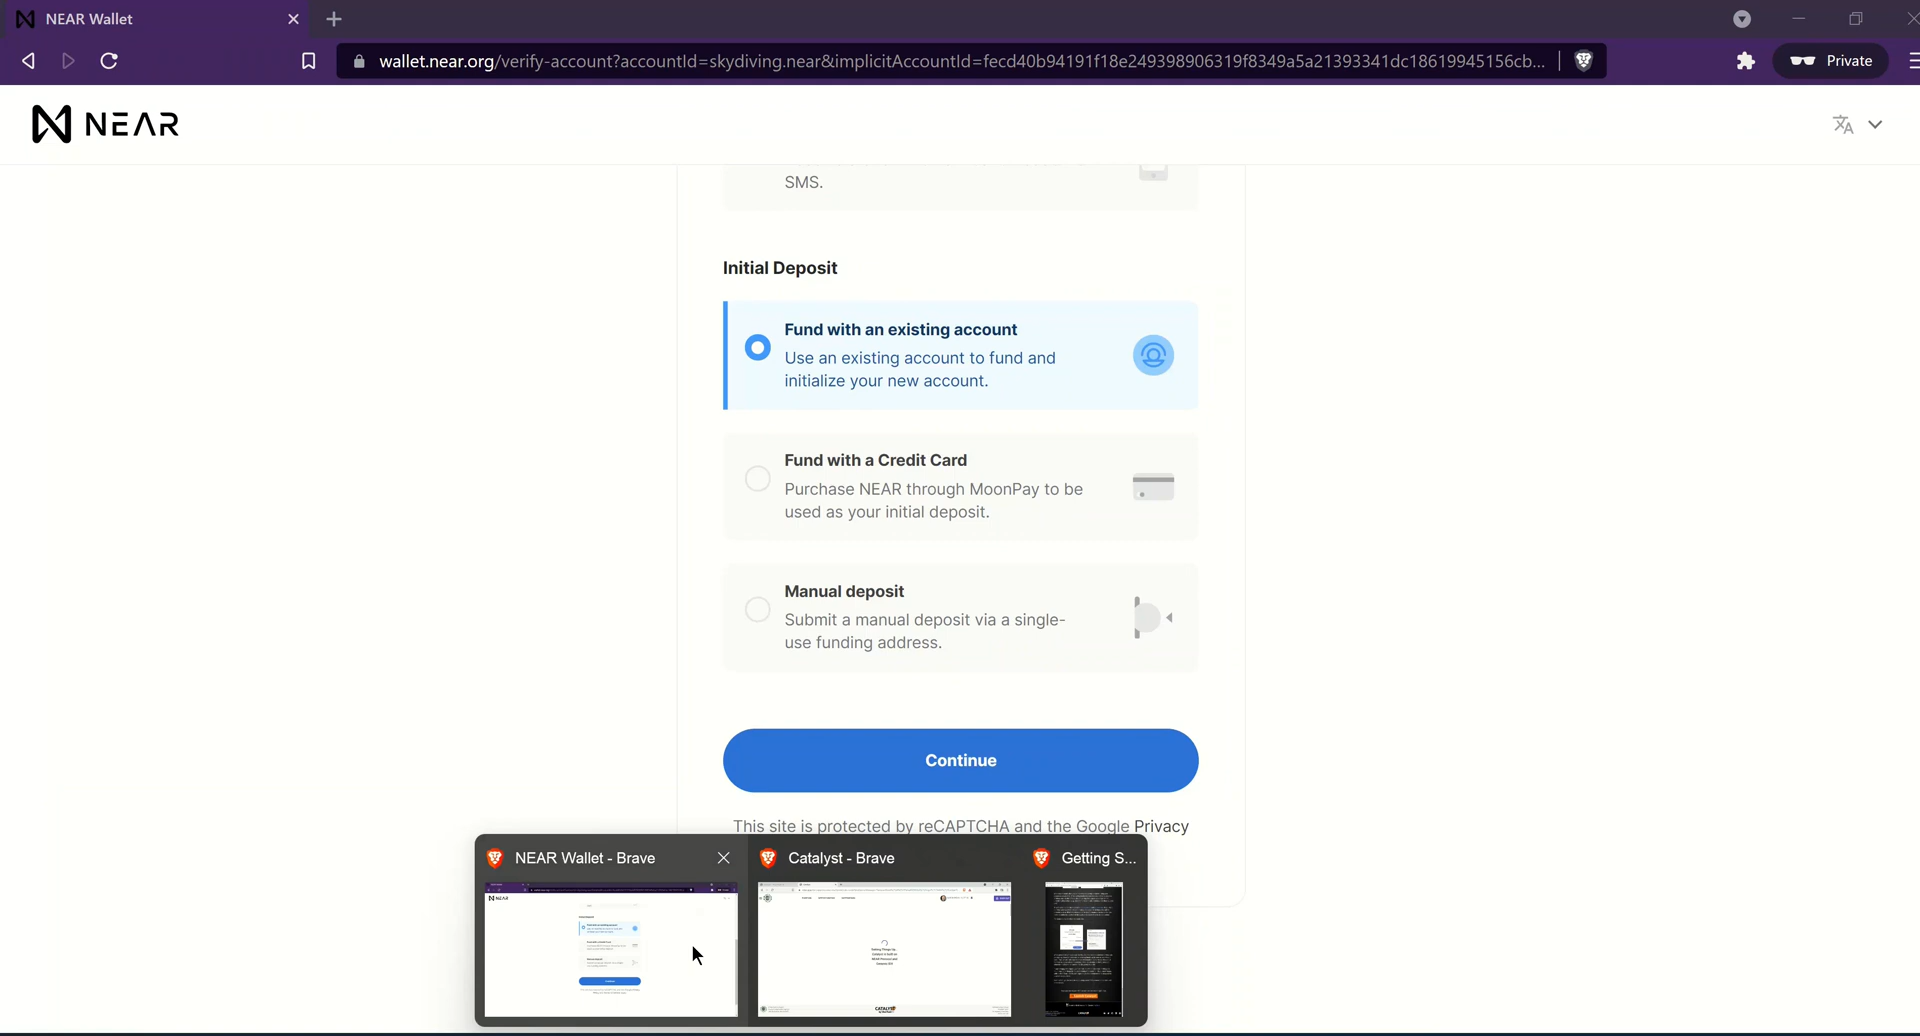 NEAR Wallet
wallet.near.org/verify-account?accountId=skydiving.near&implicitAccountId=fecd40b94191f18e249398906319f8349a5a21393341dc18619945156cb...
Private
NEAR
SMS.
Initial Deposit
Fund with an existing account
Use an existing account to fund and
initialize your new account.
Fund with a Credit Card
Purchase NEAR through MoonPay to be
used as your initial deposit.
Manual deposit
Submit a manual deposit via a single-
use funding address.
Continue
This site is protected by reCAPTCHA and the Google Privacy
NEAR Wallet - Brave
Catalyst - Brave
Getting S...
NEAR
CATALYST